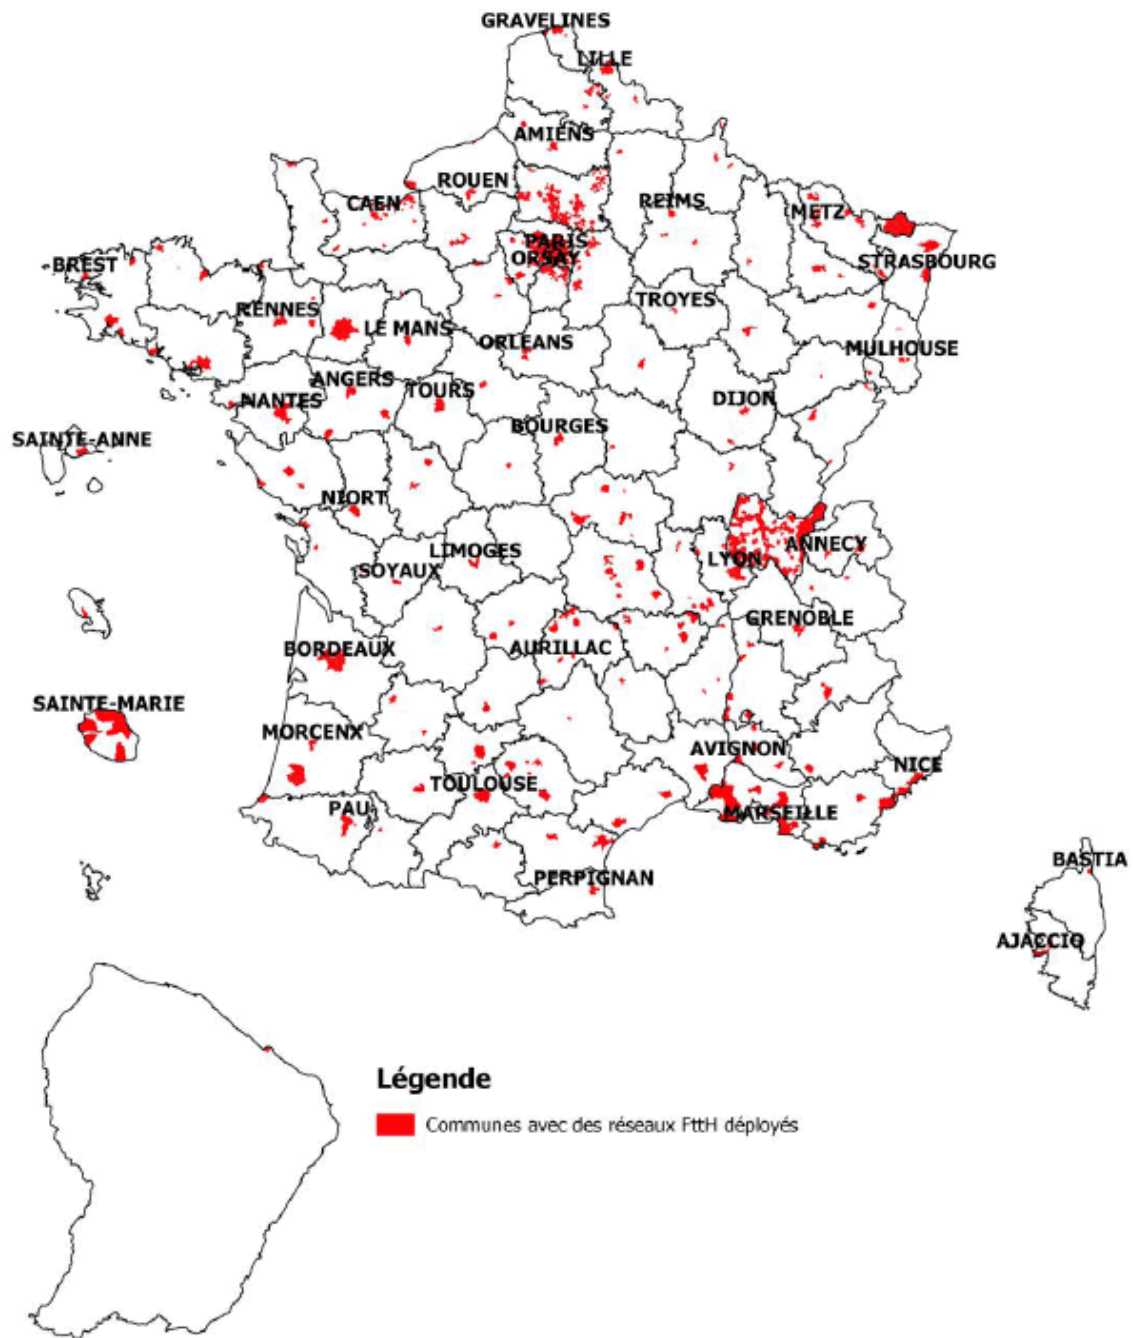 GRAVELINES
LILLE
AMIENS
ROUEN
REIMS
CAEN
METZ
PARIS
ORSAY
STRASBOURG
BREST
TROYES
RENNES
LE MANS
ORLEANS
MULHOUSE
ANGERS
TOURS
DIJON
NANTES
BOURGES
SAINTE-ANNE
NIORT
LIMOGES
LYON
ANNECY
SOYAUX
GRENOBLE
BORDEAUX
AURILLAC
SAINTE-MARIE
MORCENX
AVIGNON
NICE
TOULOUSE
PAU
MARSEILLE
BASTIA
PERPIGNAN
AJACCIO
Légende
Communes avec des réseaux FttH déployés